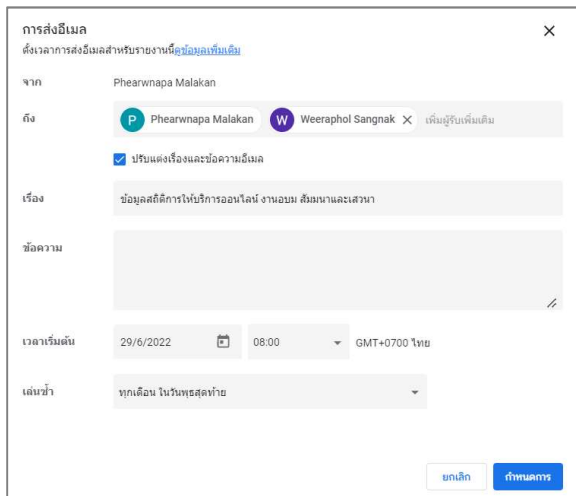 การส่งอีเมล
ตั้งเวลาการส่งอีเมลสำหรับรายงานนี้ดูข้อมูลเพิ่มเติม
จาก Phearwnapa Malakan
ถึง P Phearwnapa Malakan W Weeraphol Sangnak เพิ่มผู้รับเพิ่มเติม
ปรับแต่งเรื่องและข้อความอีเมล
เรื่อง ข้อมูลสถิติการให้บริการออนไลน์ งานอบม สัมมนาและเสวนา
ข้อความ
เวลาเริ่มต้น 29/6/2022 08:00 GMT+0700 ไทย
เล่นซ้ำ ทุกเดือน ในวันพุธสุดท้าย
ยกเลิก กำหนดการ